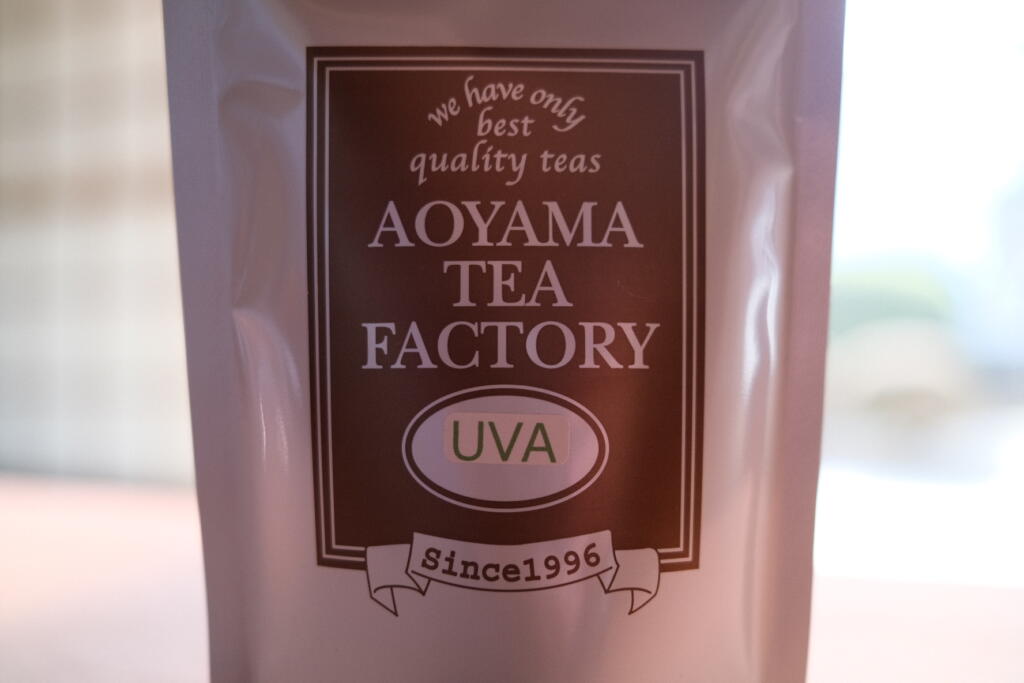 we have only
best
quality teas
AOYAMA
TEA
FACTORY
UVA
Since1996